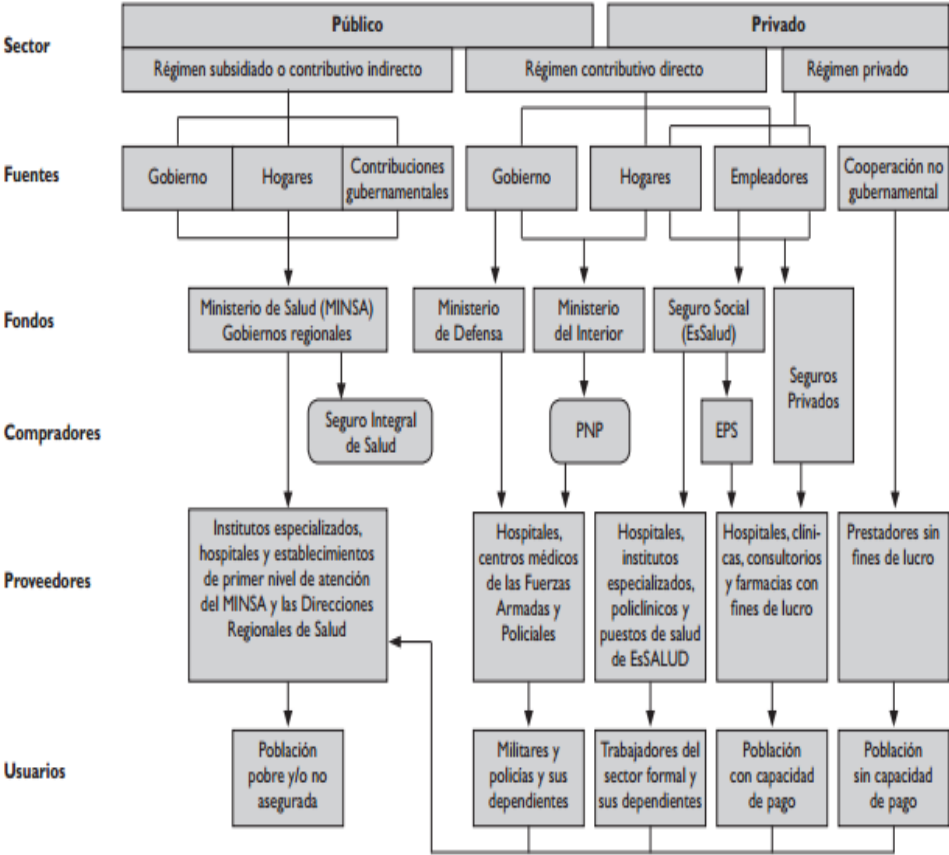 Sector
Público
Privado
Régimen subsidiado o contributivo indirecto
Régimen contributivo directo
Régimen privado
Fuentes
Gobierno
Hogares
Contribuciones
gubernamentales
Gobierno
Hogares
Empleadores
Cooperación no
gubernamental
Fondos
Ministerio de Salud (MINSA)
Gobiernos regionales
Ministerio
de Defensa
Ministerio
del Interior
Seguro Social
(EsSalud)
Seguros
Privados
Compradores
Seguro Integral
de Salud
PNP
EPS
Proveedores
Institutos especializados,
hospitales y establecimientos
de primer nivel de atención
del MINSA y las Direcciones
Regionales de Salud
Hospitales,
centros médicos
de las Fuerzas
Armadas y
Policiales
Hospitales,
institutos
especializados,
policlínicos y
puestos de salud
de EsSALUD
Hospitales, clíni-
cas, consultorios
y farmacias con
fines de lucro
Prestadores sin
fines de lucro
Usuarios
Población
pobre y/o no
asegurada
Militares y
policías y sus
dependientes
Trabajadores del
sector formal y
sus dependientes
Población
con capacidad
de pago
Población
sin capacidad
de pago